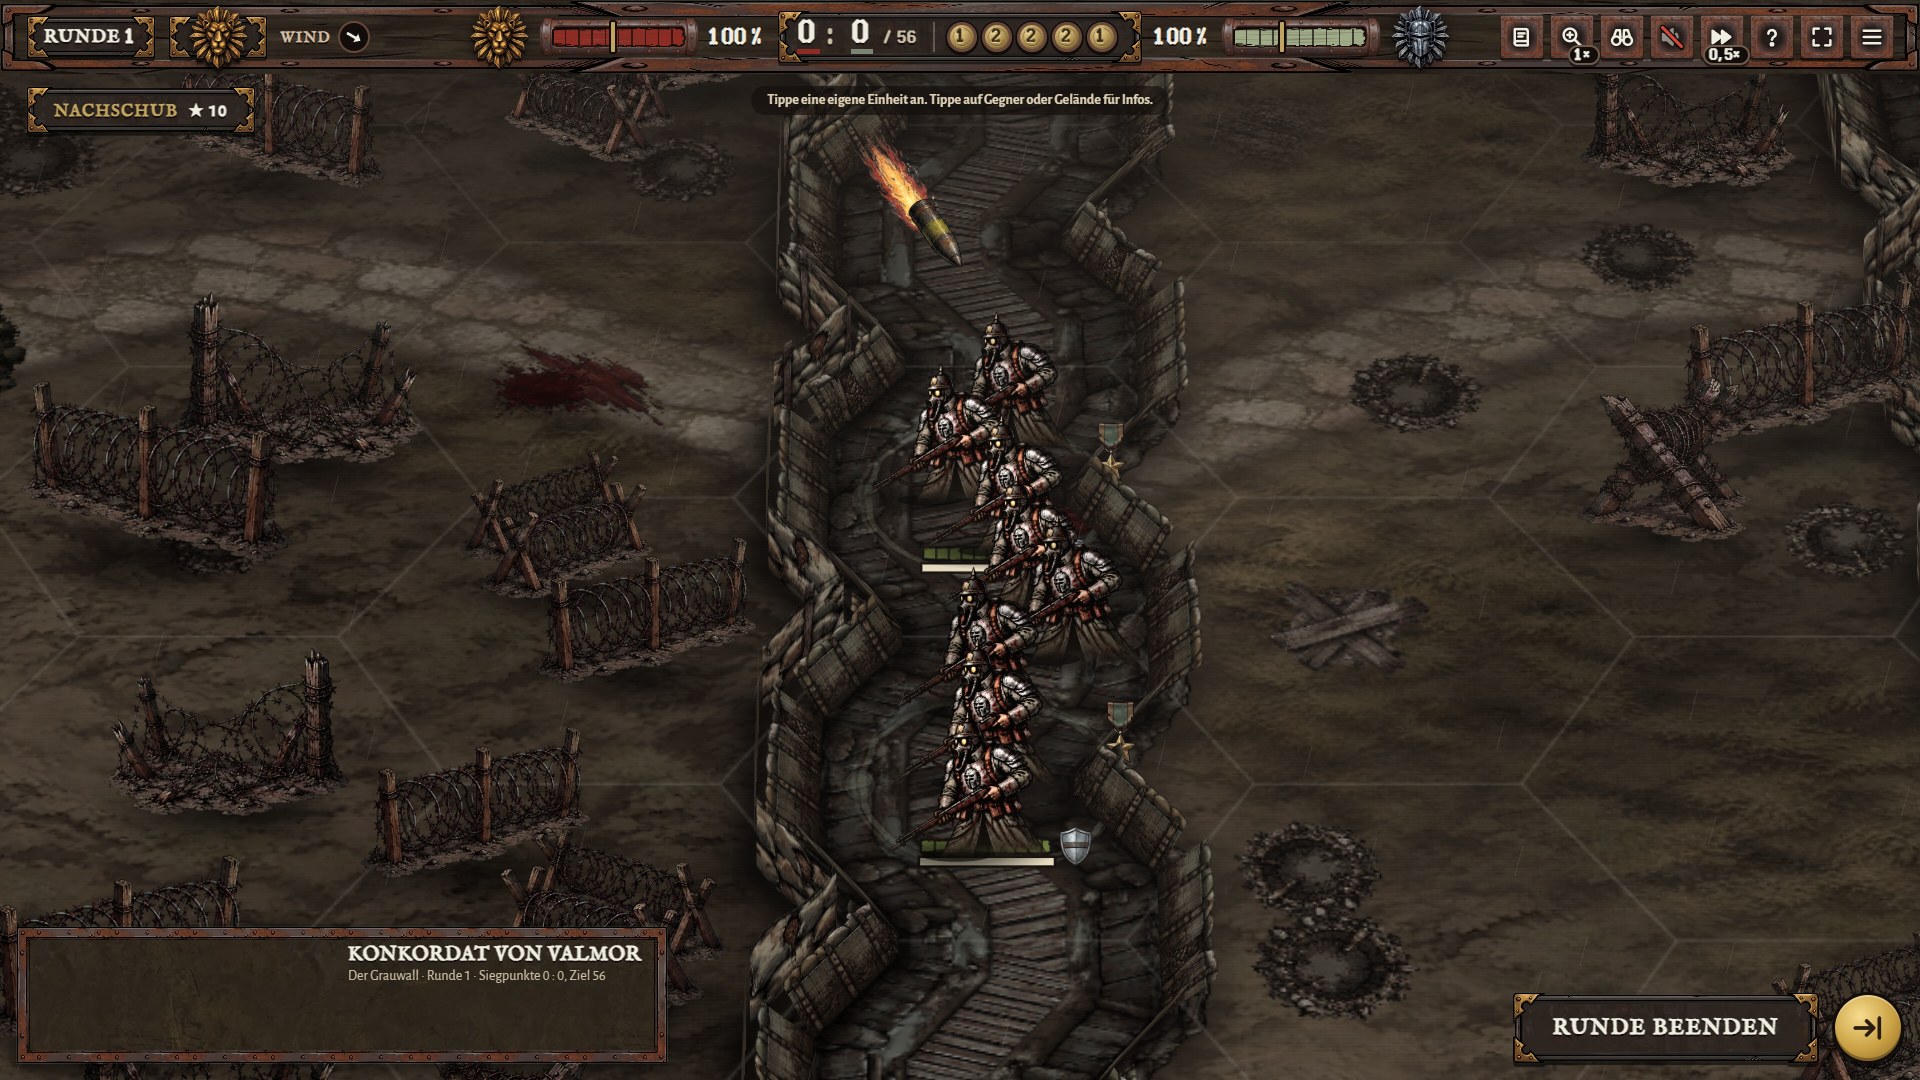 RUNDE 1
WIND
100%
0 : 0 / 56
1 2 2 2 1
100%
1×
0,5×
?
NACHSCHUB ★ 10
Tippe eine eigene Einheit an. Tippe auf Gegner oder Gelände für Infos.
KONKORDAT VON VALMOR
Der Grauwall · Runde 1 · Siegpunkte 0 : 0, Ziel 56
RUNDE BEENDEN